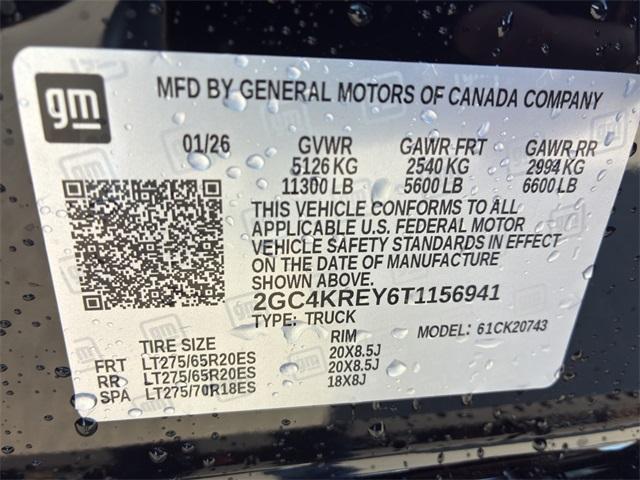 gm
MFD BY GENERAL MOTORS OF CANADA COMPANY
01/26 GVWR GAWR FRT GAWR RR
5126 KG 2540 KG 2994 KG
11300 LB 5600 LB 6600 LB
THIS VEHICLE CONFORMS TO ALL
APPLICABLE U.S. FEDERAL MOTOR
VEHICLE SAFETY STANDARDS IN EFFECT
ON THE DATE OF MANUFACTURE
SHOWN ABOVE.
2GC4KREY6T1156941
TYPE: TRUCK MODEL: 61CK20743
TIRE SIZE RIM
FRT LT275/65R20ES 20X8.5J
RR LT275/65R20ES 20X8.5J
SPA LT275/70R18ES 18X8J